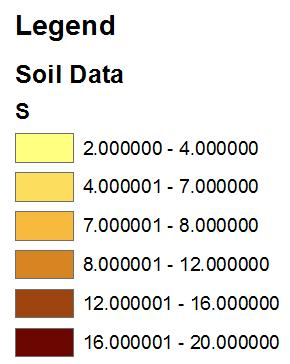 Legend
Soil Data
S
2.000000 - 4.000000
4.000001 - 7.000000
7.000001 - 8.000000
8.000001 - 12.000000
12.000001 - 16.000000
16.000001 - 20.000000